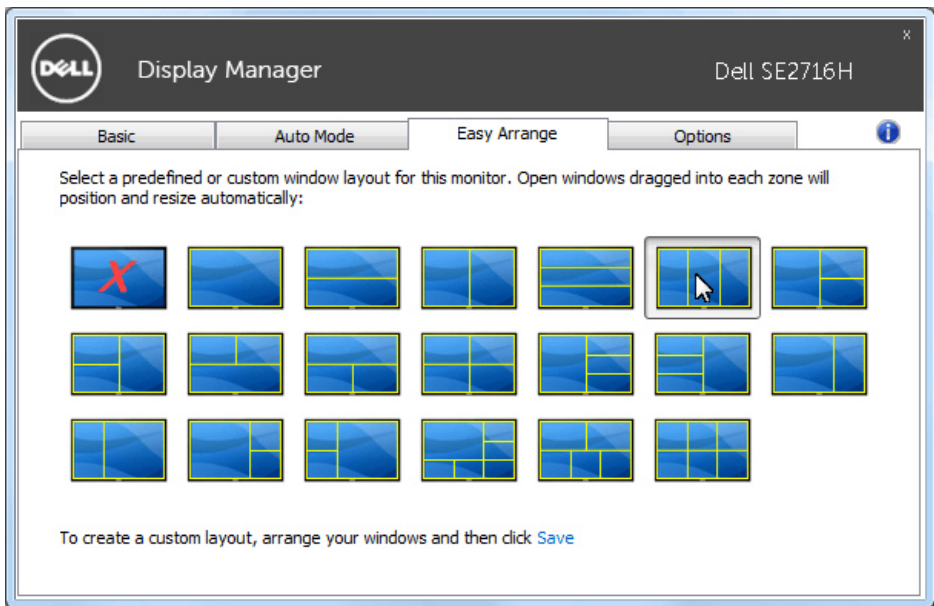 x
DELL
Display Manager
Dell SE2716H
Basic
Auto Mode
Easy Arrange
Options
i
Select a predefined or custom window layout for this monitor. Open windows dragged into each zone will
position and resize automatically:
X
To create a custom layout, arrange your windows and then click Save